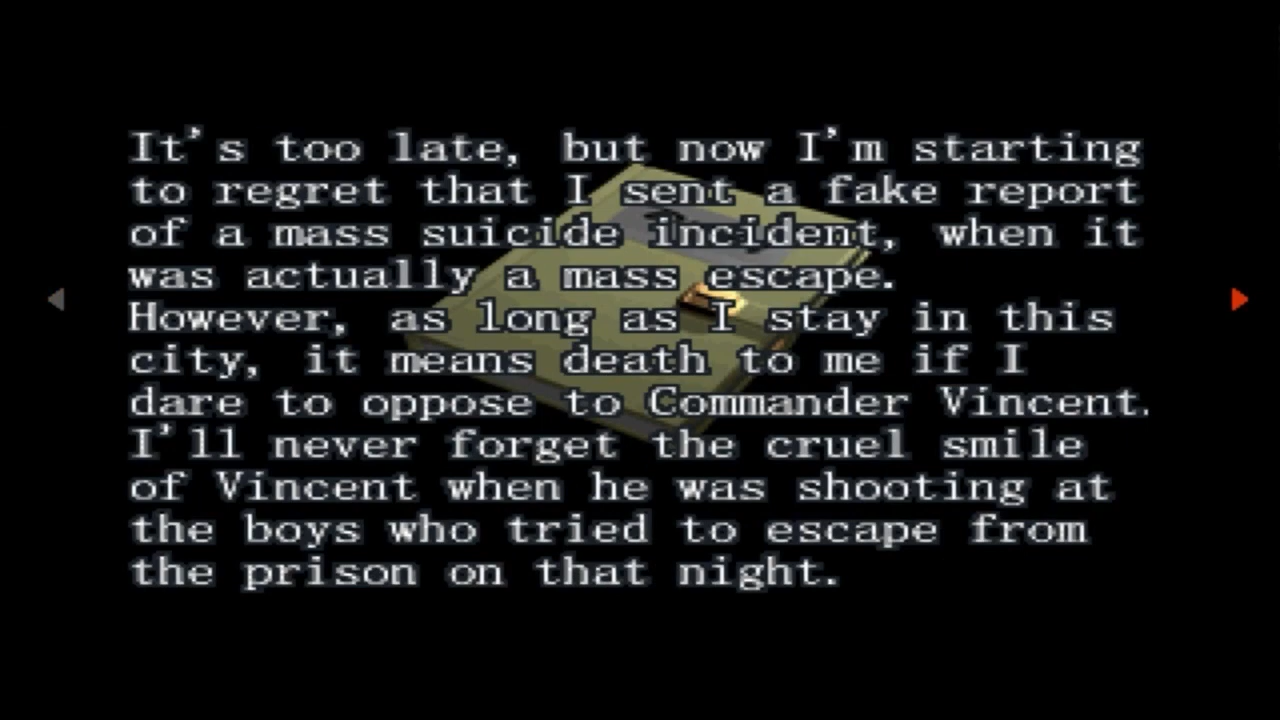 It's too late, but now I'm starting
to regret that I sent a fake report
of a mass suicide incident, when it
was actually a mass escape.
However, as long as I stay in this
city, it means death to me if I
dare to oppose to Commander Vincent.
I'll never forget the cruel smile
of Vincent when he was shooting at
the boys who tried to escape from
the prison on that night.